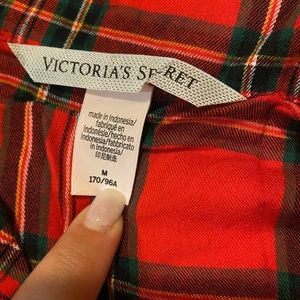 VICTORIA'S SECRET
made in Indonesia/
fabriqué en
Indonésie/hecho en
Indonesia/fabbricato
in Indonesia/
印尼制造
M
170/96A